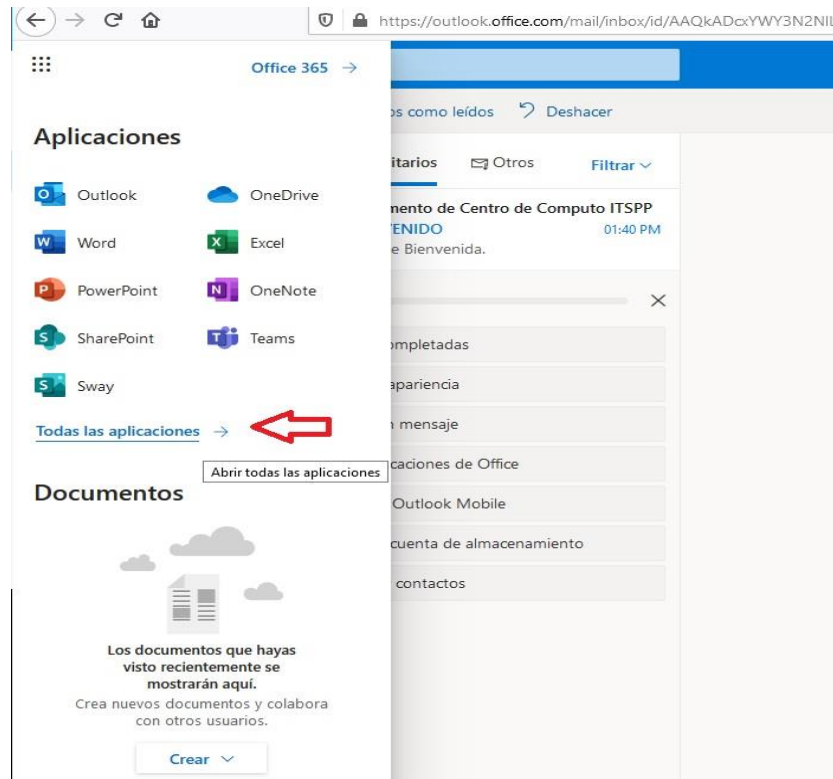 https://outlook.office.com/mail/inbox/id/AAQkADcxYWY3N2NIL
Office 365 →
Aplicaciones
Outlook
OneDrive
Word
Excel
PowerPoint
OneNote
SharePoint
Teams
Sway
Todas las aplicaciones →
Abrir todas las aplicaciones
Documentos
Los documentos que hayas
visto recientemente se
mostrarán aquí.
Crea nuevos documentos y colabora
con otros usuarios.
Crear
os como leídos
Deshacer
itarios
Otros
Filtrar
mento de Centro de Computo ITSPP
ENIDO
01:40 PM
e Bienvenida.
ompletadas
apariencia
mensaje
caciones de Office
Outlook Mobile
cuenta de almacenamiento
contactos